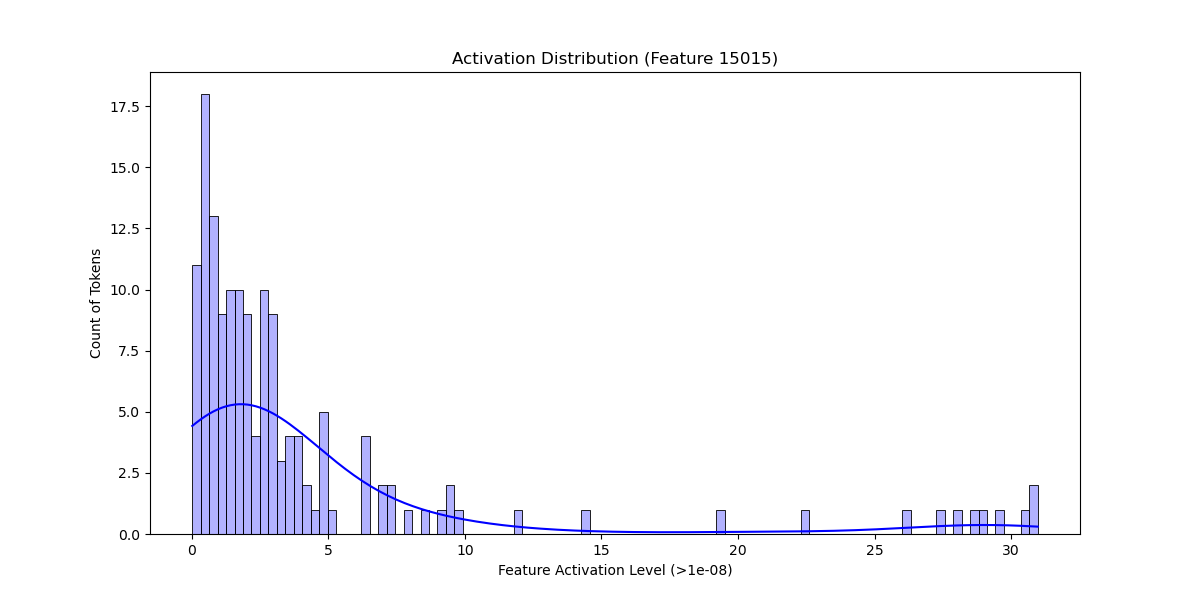 Activation Distribution (Feature 15015)
17.5
15.0
12.5
10.0
7.5
5.0
2.5
0.0
Count of Tokens
0 5 10 15 20 25 30
Feature Activation Level (>1e-08)